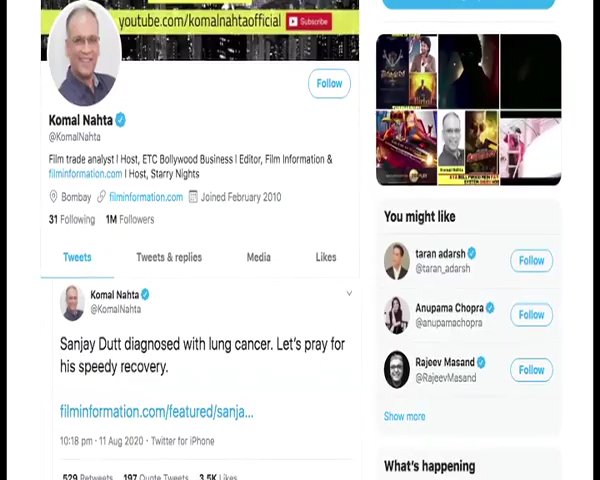 youtube.com/komalnahtaofficial Subscribe
Follow
Komal Nahta
@KomalNahta
Film trade analyst I Host, ETC Bollywood Business I Editor, Film Information &
filminformation.com I Host, Starry Nights
Bombay filminformation.com Joined February 2010
31 Following 1M Followers
Tweets Tweets & replies Media Likes
Komal Nahta
@KomalNahta
Sanjay Dutt diagnosed with lung cancer. Let's pray for
his speedy recovery.
filminformation.com/featured/sanja...
10:18 pm · 11 Aug 2020 · Twitter for iPhone
529 Retweets 197 Quote Tweets 3.5K Likes
You might like
taran adarsh
@taran_adarsh
Follow
Anupama Chopra
@anupamachopra
Follow
Rajeev Masand
@RajeevMasand
Follow
Show more
What's happening